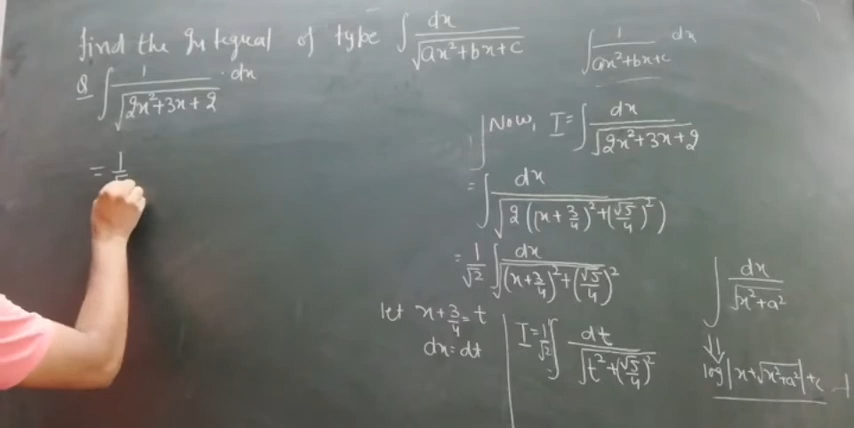 find the Integral of type ∫ dx/√(ax²+bx+c)
∫ 1/√(ax²+bx+c) dx
Q ∫ 1/√(2x²+3x+2) · dx
= 1/√
Now, I = ∫ dx/√(2x²+3x+2)
= ∫ dx/√(2((x+3/4)²+(√5/4)²))
= 1/√2 ∫ dx/√((x+3/4)²+(√5/4)²)
let x+3/4 = t
dx = dt
I = 1/√2 ∫ dt/√(t²+(√5/4)²)
∫ dx/√(x²+a²)
⇓
log|x+√(x²+a²)|+c